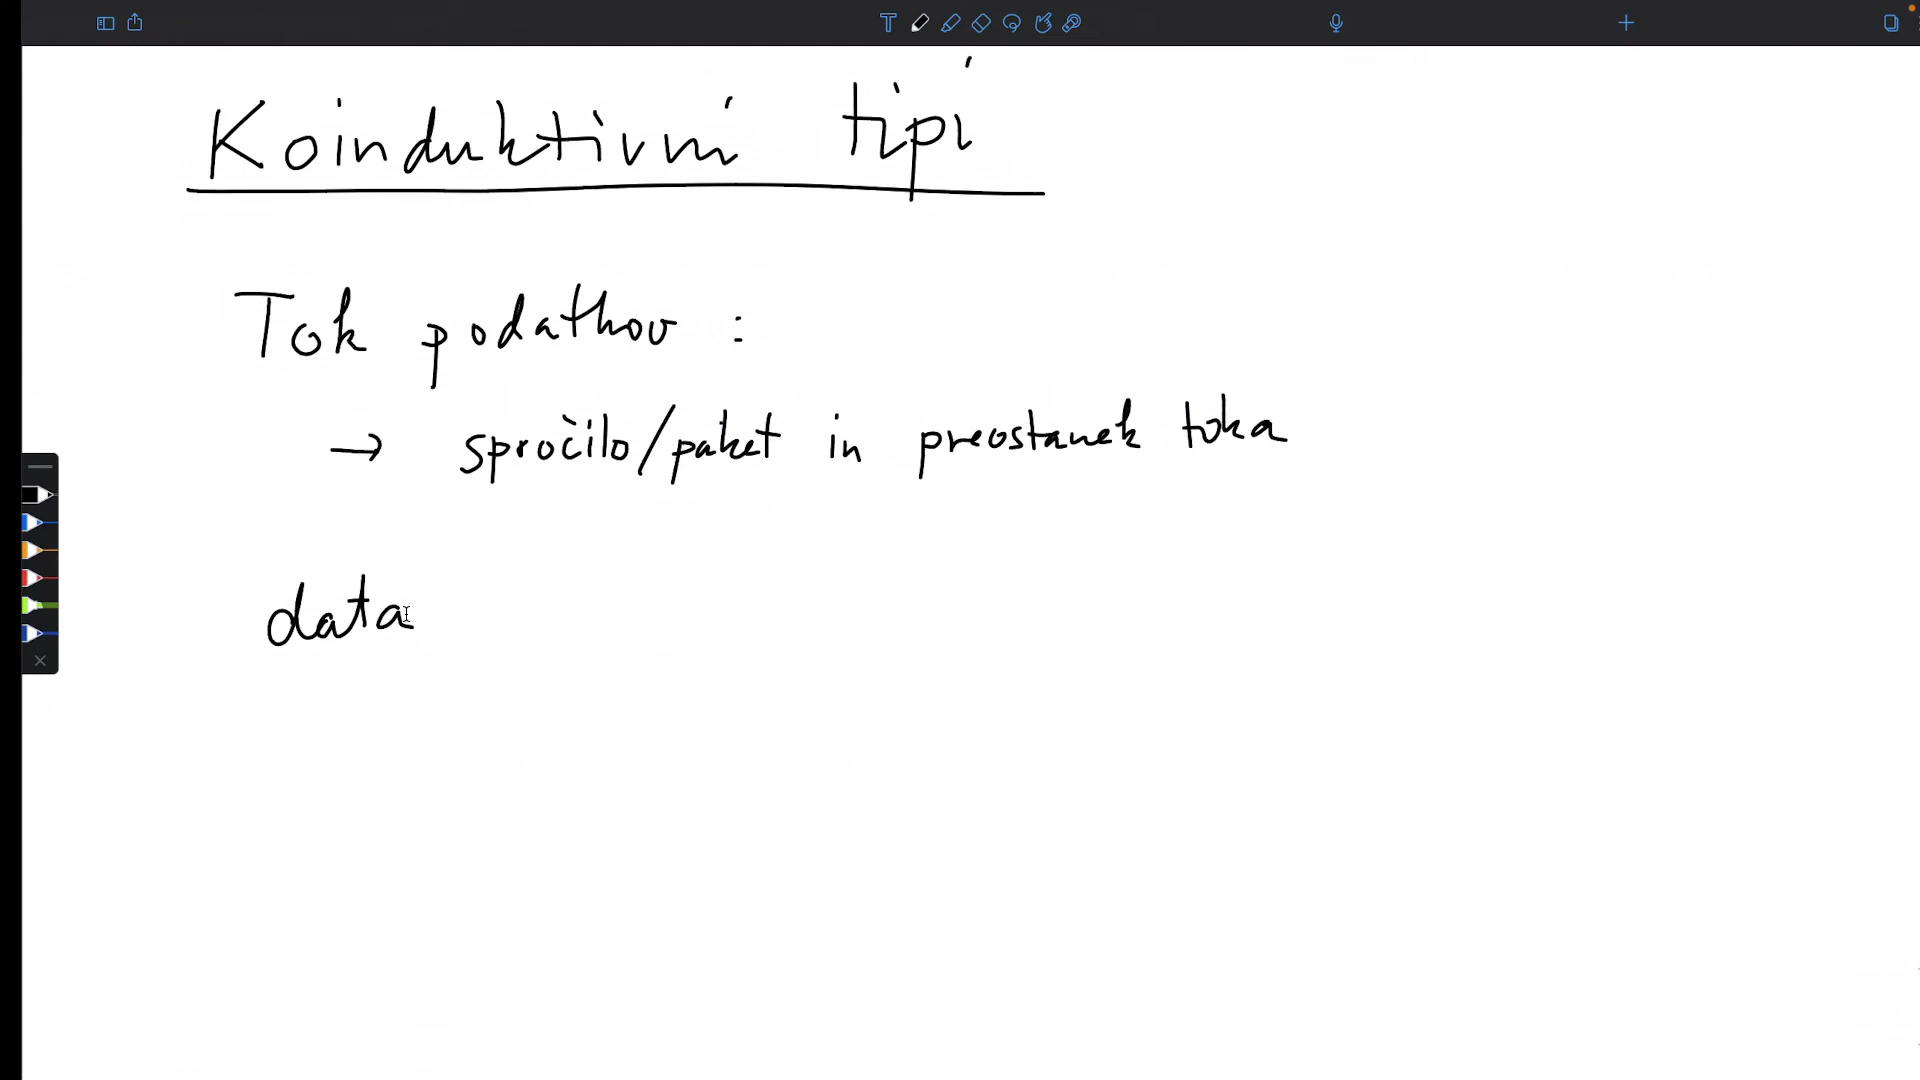 Koinduktivni tipi
Tok podatkov :
→ sporočilo/paket in preostanek toka
data